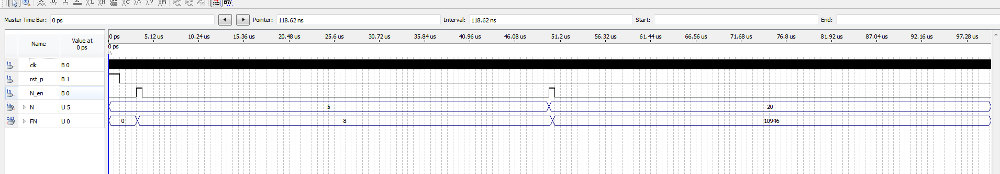 Master Time Bar: 0 ps Pointer: 118.62 ns Interval: 118.62 ns Start: End:
Name Value at 0 ps
0 ps 5.12 us 10.24 us 15.36 us 20.48 us 25.6 us 30.72 us 35.84 us 40.96 us 46.08 us 51.2 us 56.32 us 61.44 us 66.56 us 71.68 us 76.8 us 81.92 us 87.04 us 92.16 us 97.28 us
0 ps
in clk B 0
in rst_p B 1
in N_en B 0
in N U 5 5 20
out FN U 0 0 8 10946